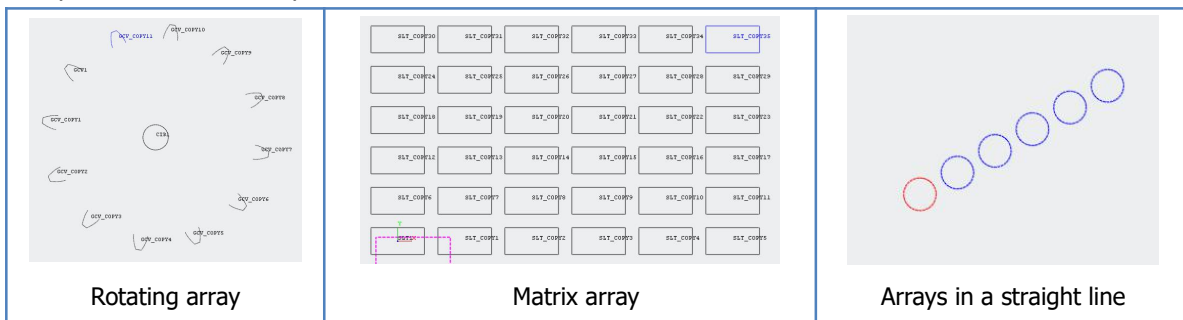 GCV_COPY10
GCV_COPY11
GCV_COPY9
GCV1
GCV_COPY8
GCV_COPY1
CIR1
GCV_COPY7
GCV_COPY2
GCV_COPY6
GCV_COPY3
GCV_COPY5
GCV_COPY4
SLT_COPY30 SLT_COPY31 SLT_COPY32 SLT_COPY33 SLT_COPY34 SLT_COPY35
SLT_COPY24 SLT_COPY25 SLT_COPY26 SLT_COPY27 SLT_COPY28 SLT_COPY29
SLT_COPY18 SLT_COPY19 SLT_COPY20 SLT_COPY21 SLT_COPY22 SLT_COPY23
SLT_COPY12 SLT_COPY13 SLT_COPY14 SLT_COPY15 SLT_COPY16 SLT_COPY17
SLT_COPY6 SLT_COPY7 SLT_COPY8 SLT_COPY9 SLT_COPY10 SLT_COPY11
SLT_COPY1 SLT_COPY2 SLT_COPY3 SLT_COPY4 SLT_COPY5
Rotating array
Matrix array
Arrays in a straight line